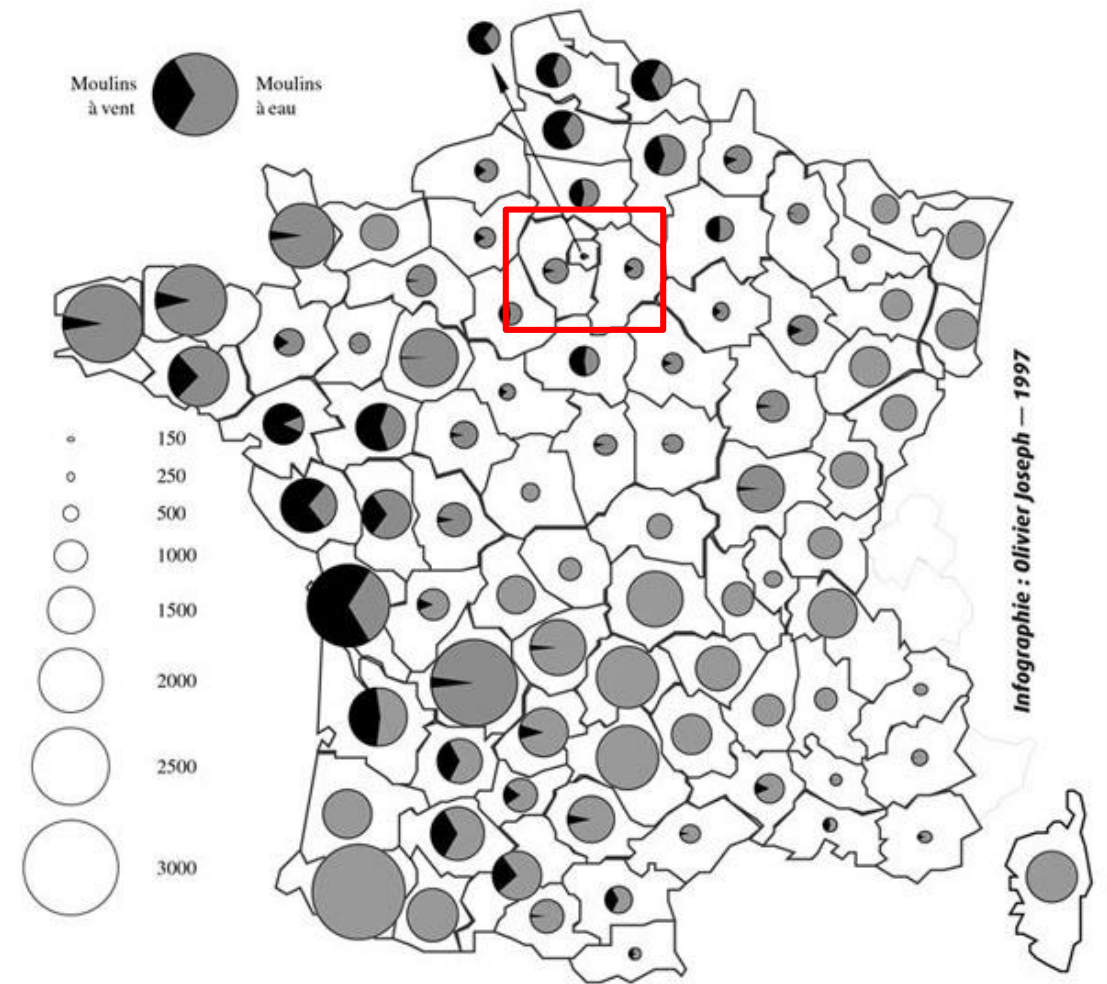 Moulins
à vent
Moulins
à eau
150
250
500
1000
1500
2000
2500
3000
Infographie : Olivier Joseph — 1997